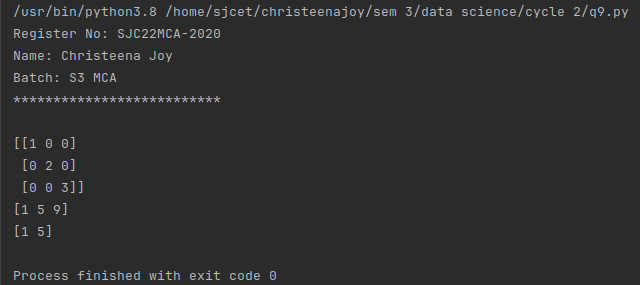 /usr/bin/python3.8 /home/sjcet/christeenajoy/sem 3/data science/cycle 2/q9.py
Register No: SJC22MCA-2020
Name: Christeena Joy
Batch: S3 MCA
**************************
[[1 0 0]
 [0 2 0]
 [0 0 3]]
[1 5 9]
[1 5]
Process finished with exit code 0